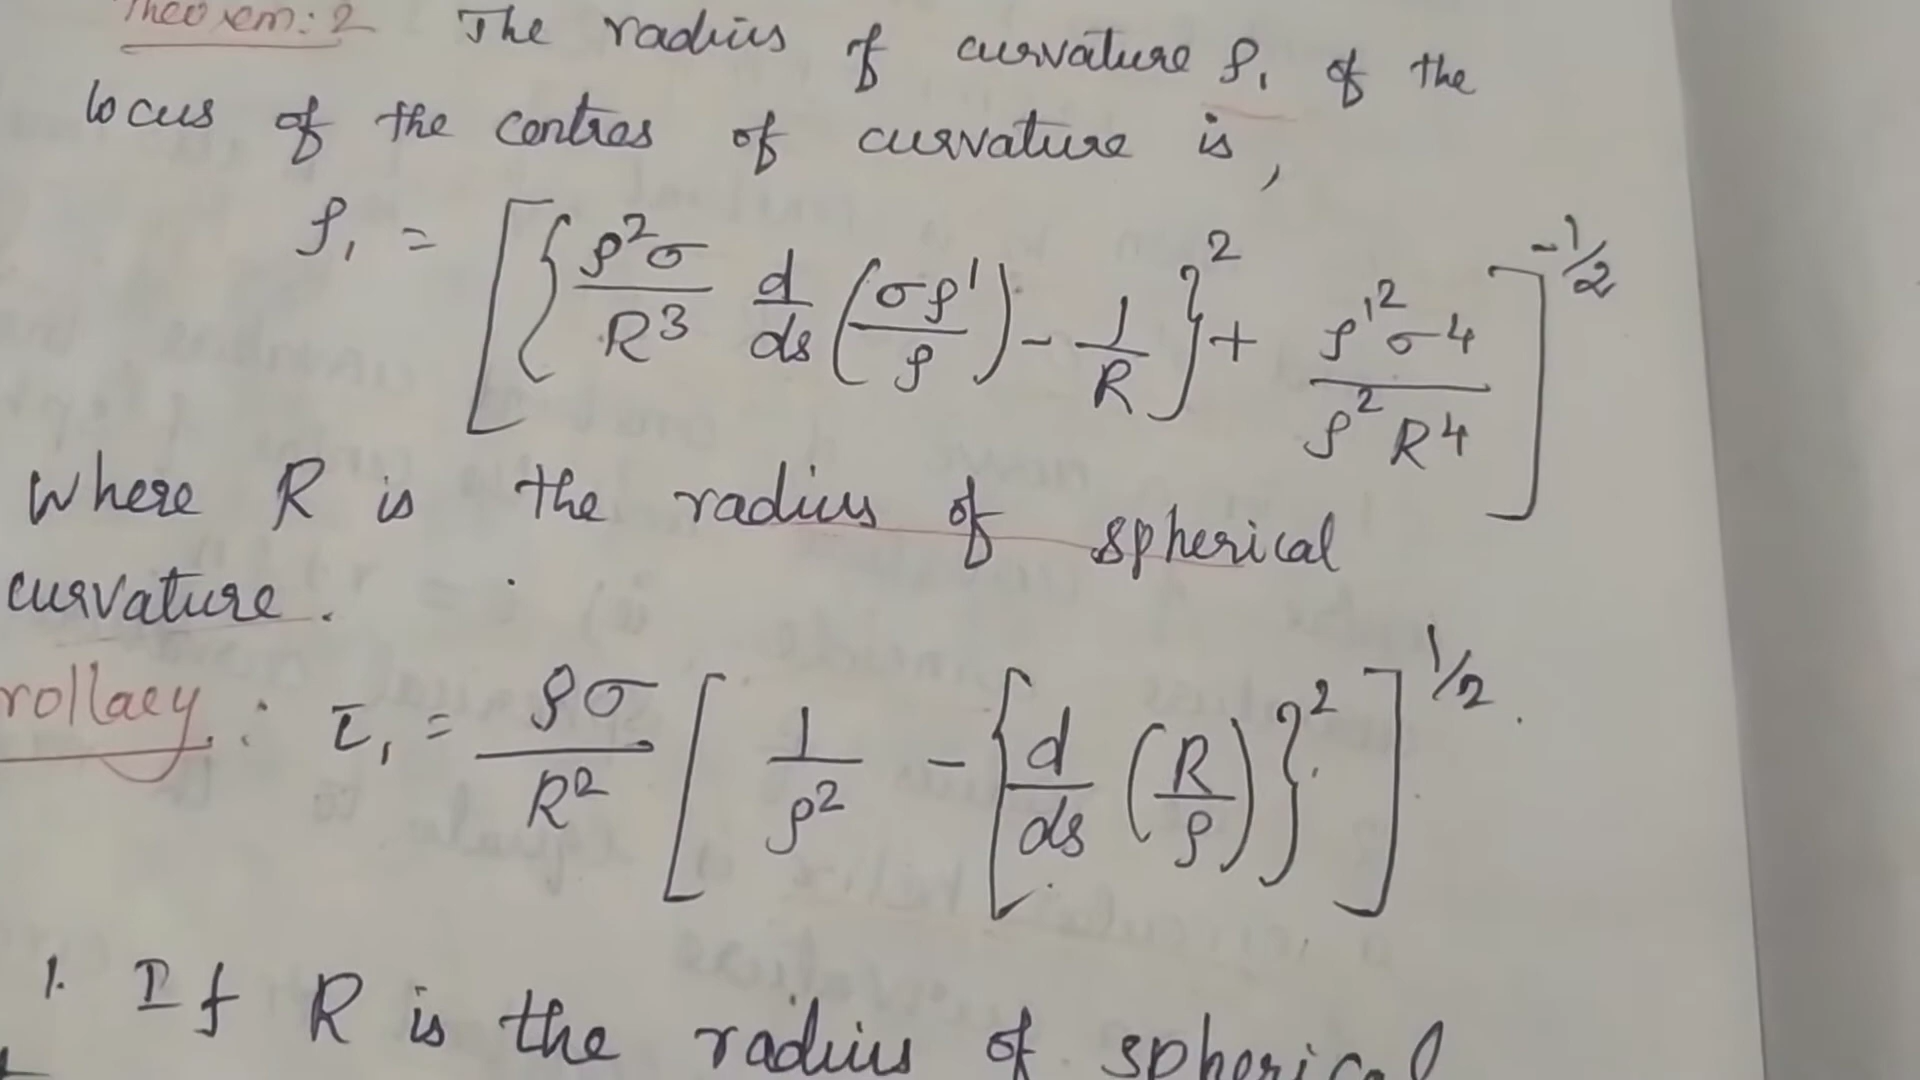 Theorem: 2 The radius of curvature ρ₁ of the
locus of the centres of curvature is,
ρ₁ = [{ρ²σ/R³ d/ds (σρ'/ρ) - 1/R}² + ρ'²σ⁴/ρ²R⁴]^(-1/2)
Where R is the radius of spherical
curvature.
rollary : τ₁ = ρσ/R² [1/ρ² - {d/ds (R/ρ)}²]^(1/2).
1. If R is the radius of spherical